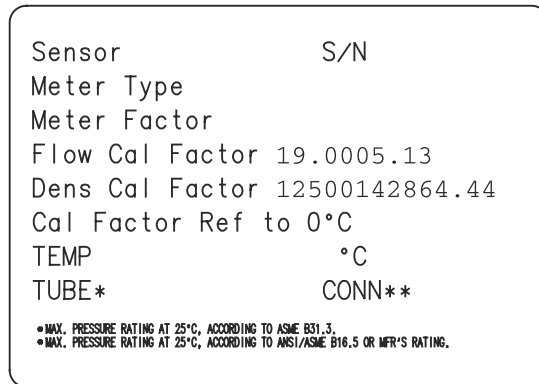 Sensor S/N
Meter Type
Meter Factor
Flow Cal Factor 19.0005.13
Dens Cal Factor 12500142864.44
Cal Factor Ref to 0°C
TEMP °C
TUBE* CONN**
*MAX. PRESSURE RATING AT 25°C, ACCORDING TO ASME B31.3.
*MAX. PRESSURE RATING AT 25°C, ACCORDING TO ANSI/ASME B16.5 OR MFR'S RATING.